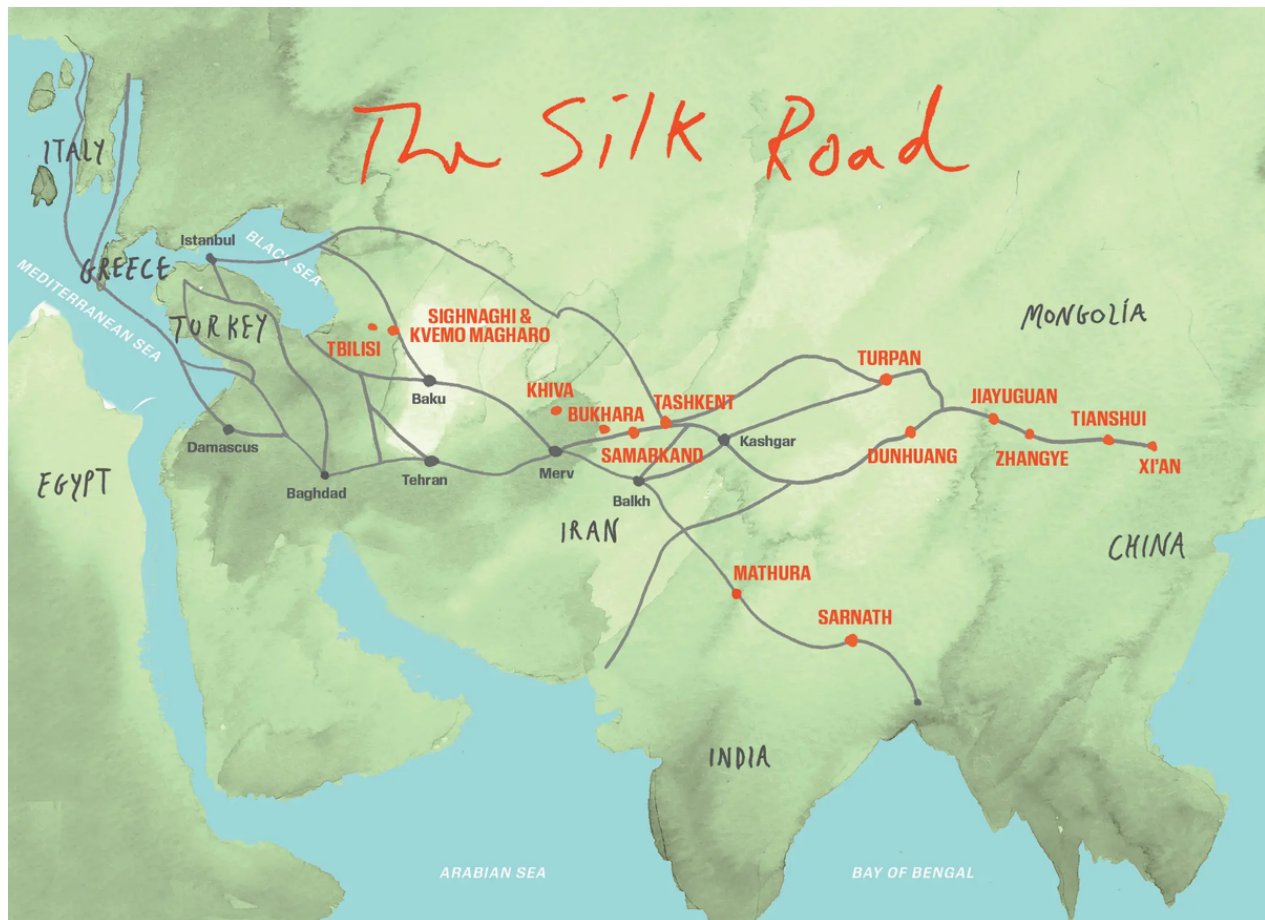 The Silk Road
ITALY
Istanbul
BLACK SEA
GREECE
MEDITERRANEAN SEA
TURKEY
MONGOLÍA
SIGHNAGHI &
KVEMO MAGHARO
TBILISI
TURPAN
Baku
KHIVA
TASHKENT
JIAYUGUAN
BUKHARA
TIANSHUI
Damascus
Kashgar
SAMARKAND
DUNHUANG
ZHANGYE
XI'AN
EGYPT
Tehran
Merv
Baghdad
Balkh
IRAN
CHINA
MATHURA
SARNATH
INDIA
ARABIAN SEA
BAY OF BENGAL